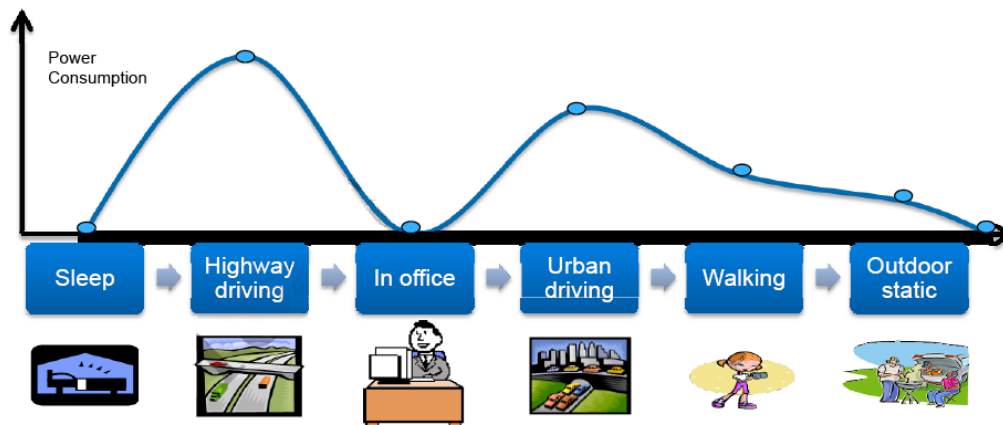 Power
Consumption
Sleep
Highway
driving
In office
Urban
driving
Walking
Outdoor
static